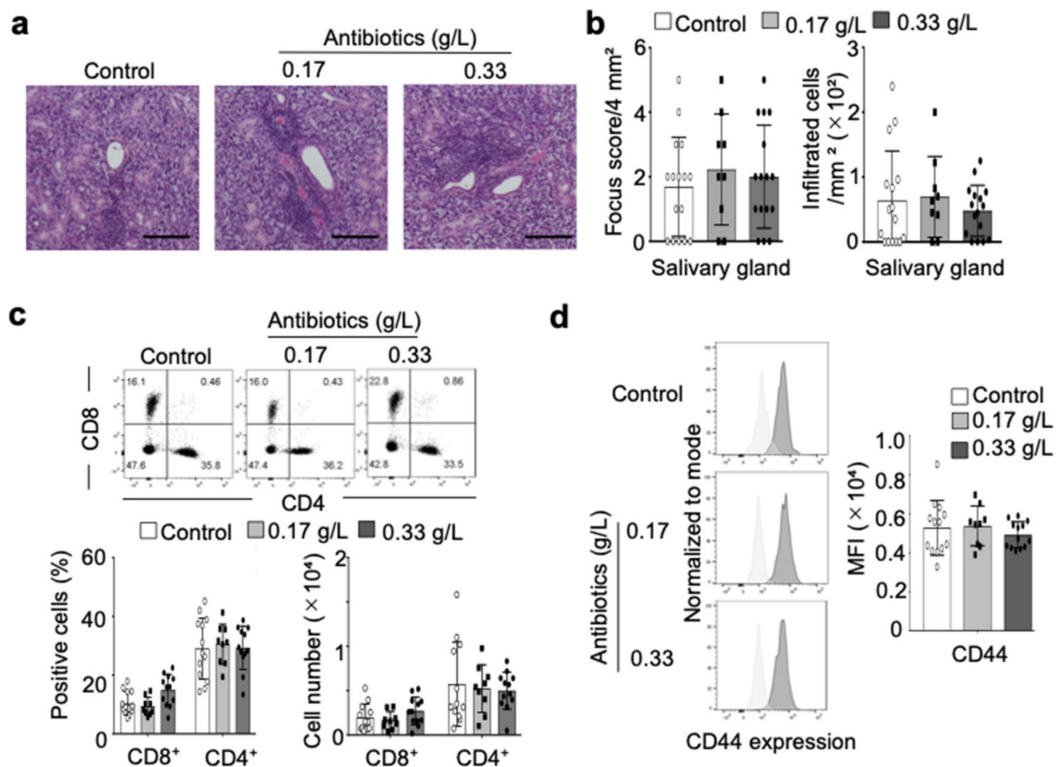 a
Antibiotics (g/L)
Control
0.17
0.33
b
Control
0.17 g/L
0.33 g/L
Focus score/4 mm²
6
4
2
0
Salivary gland
Infiltrated cells
/mm² (×10²)
3
2
1
0
Salivary gland
c
Antibiotics (g/L)
Control
0.17
0.33
CD8
16.1
0.46
47.6
35.8
16.0
0.43
47.4
36.2
22.8
0.86
42.8
33.5
CD4
Control
0.17 g/L
0.33 g/L
Positive cells (%)
60
40
20
0
CD8⁺
CD4⁺
Cell number (×10⁴)
2
1
0
CD8⁺
CD4⁺
d
Control
Antibiotics (g/L)
0.17
0.33
Normalized to mode
CD44 expression
Control
0.17 g/L
0.33 g/L
MFI (×10⁴)
1.0
0.8
0.6
0.4
0.2
0
CD44